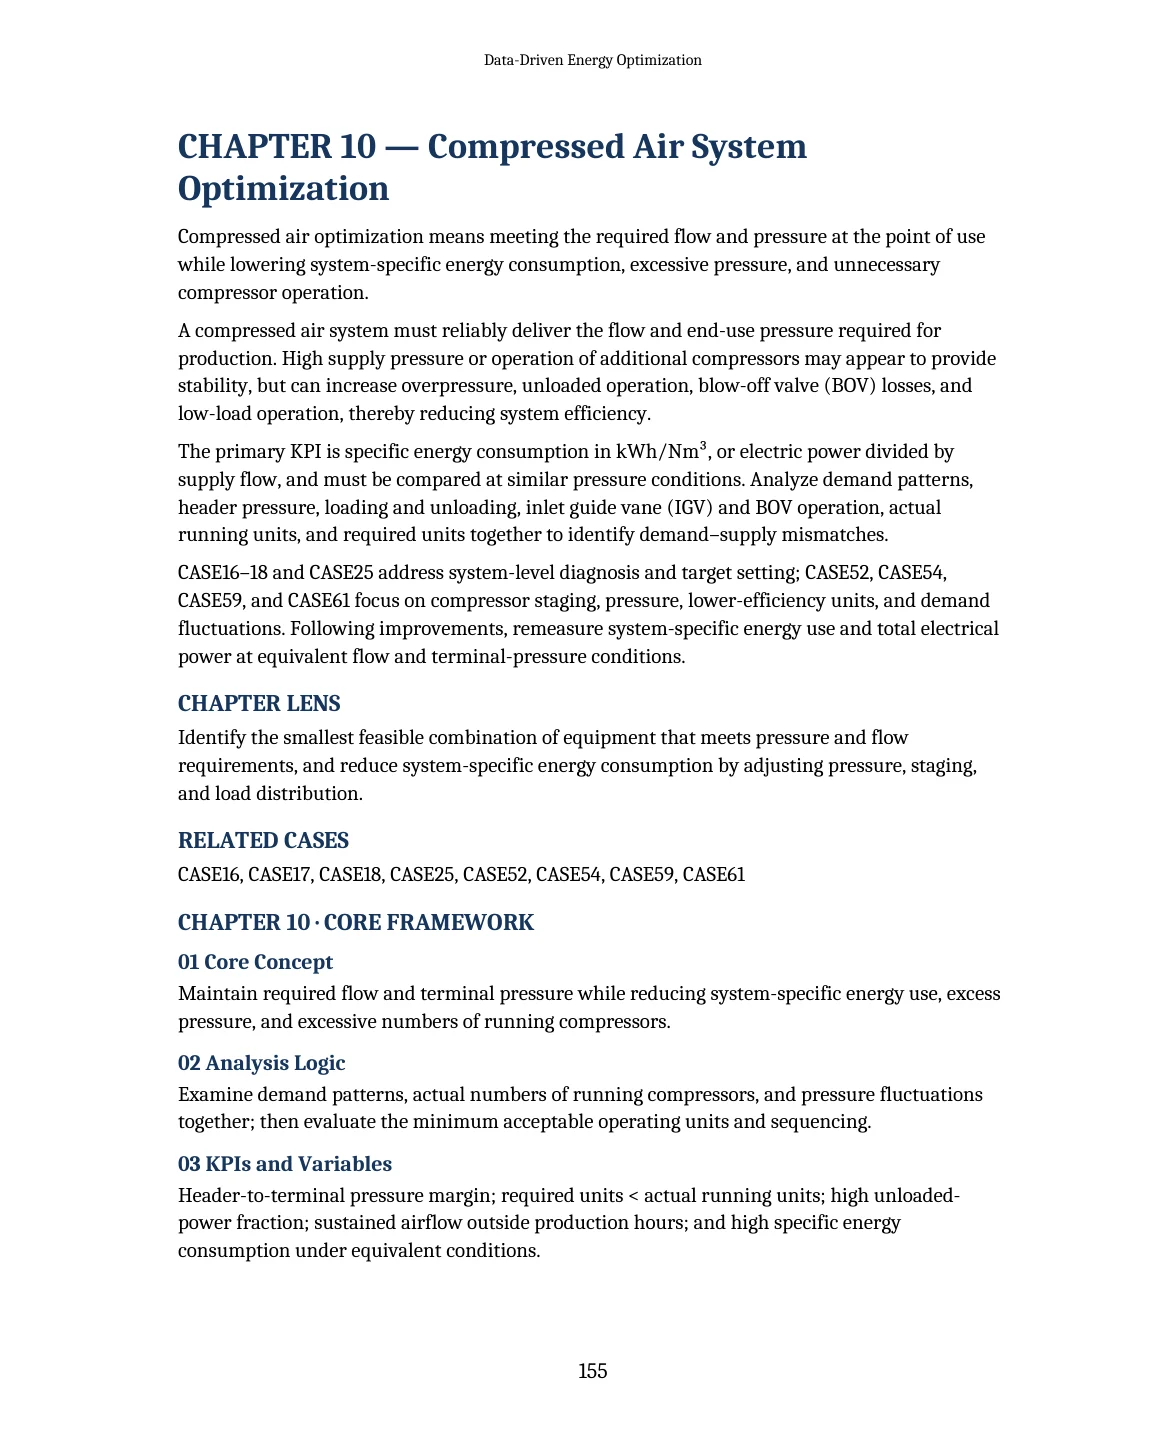 Data-Driven Energy Optimization
CHAPTER 10 — Compressed Air System
Optimization
Compressed air optimization means meeting the required flow and pressure at the point of use
while lowering system-specific energy consumption, excessive pressure, and unnecessary
compressor operation.
A compressed air system must reliably deliver the flow and end-use pressure required for
production. High supply pressure or operation of additional compressors may appear to provide
stability, but can increase overpressure, unloaded operation, blow-off valve (BOV) losses, and
low-load operation, thereby reducing system efficiency.
The primary KPI is specific energy consumption in kWh/Nm³, or electric power divided by
supply flow, and must be compared at similar pressure conditions. Analyze demand patterns,
header pressure, loading and unloading, inlet guide vane (IGV) and BOV operation, actual
running units, and required units together to identify demand–supply mismatches.
CASE16–18 and CASE25 address system-level diagnosis and target setting; CASE52, CASE54,
CASE59, and CASE61 focus on compressor staging, pressure, lower-efficiency units, and demand
fluctuations. Following improvements, remeasure system-specific energy use and total electrical
power at equivalent flow and terminal-pressure conditions.
CHAPTER LENS
Identify the smallest feasible combination of equipment that meets pressure and flow
requirements, and reduce system-specific energy consumption by adjusting pressure, staging,
and load distribution.
RELATED CASES
CASE16, CASE17, CASE18, CASE25, CASE52, CASE54, CASE59, CASE61
CHAPTER 10 · CORE FRAMEWORK
01 Core Concept
Maintain required flow and terminal pressure while reducing system-specific energy use, excess
pressure, and excessive numbers of running compressors.
02 Analysis Logic
Examine demand patterns, actual numbers of running compressors, and pressure fluctuations
together; then evaluate the minimum acceptable operating units and sequencing.
03 KPIs and Variables
Header-to-terminal pressure margin; required units < actual running units; high unloaded-
power fraction; sustained airflow outside production hours; and high specific energy
consumption under equivalent conditions.
155